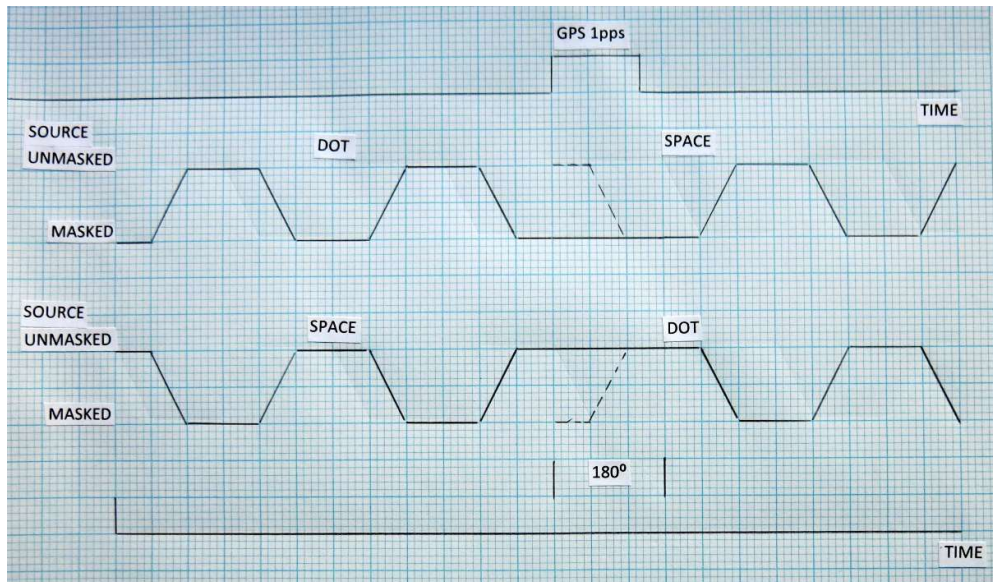 GPS 1pps
TIME
SOURCE
UNMASKED
DOT
SPACE
MASKED
SOURCE
UNMASKED
SPACE
DOT
MASKED
180⁰
TIME